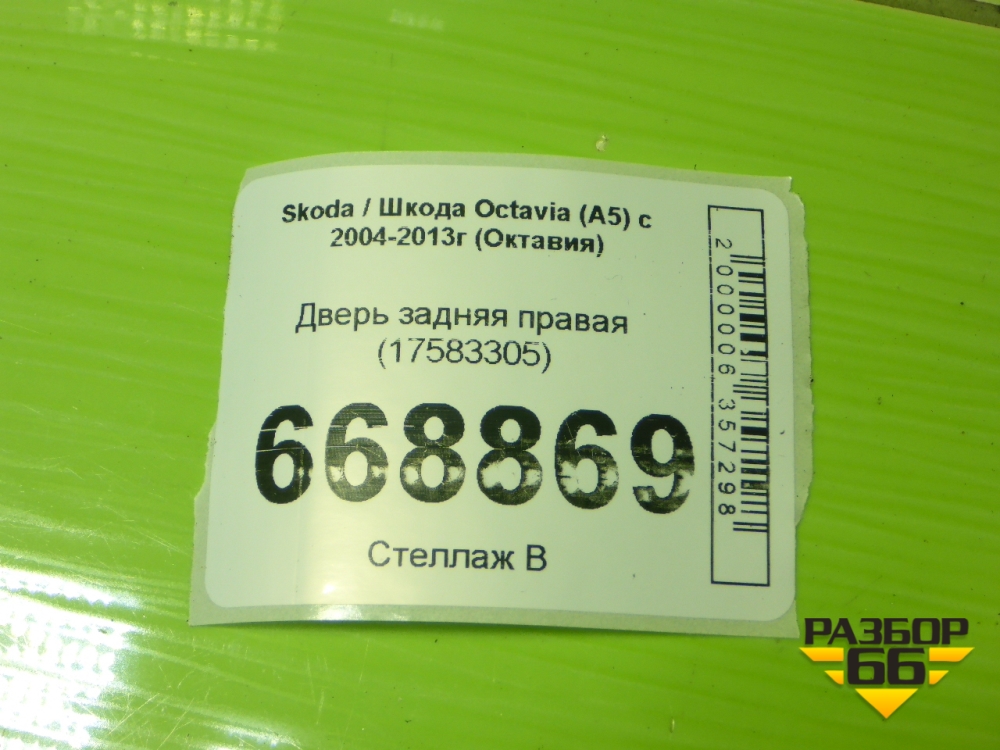 Skoda / Шкода Octavia (A5) с
2004-2013г (Октавия)
Дверь задняя правая
(17583305)
668869
Стеллаж В
2000006357298
РАЗБОР
66